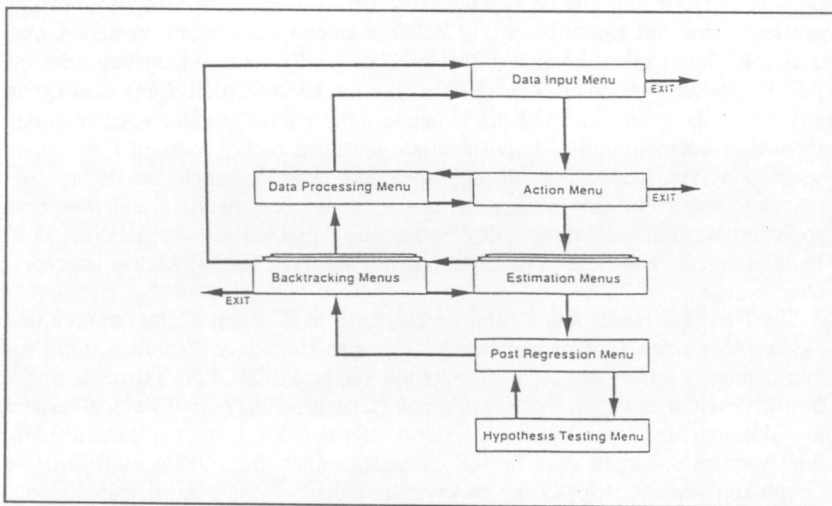 Data Input Menu
EXIT
Data Processing Menu
Action Menu
EXIT
Backtracking Menus
Estimation Menus
EXIT
Post Regression Menu
Hypothesis Testing Menu